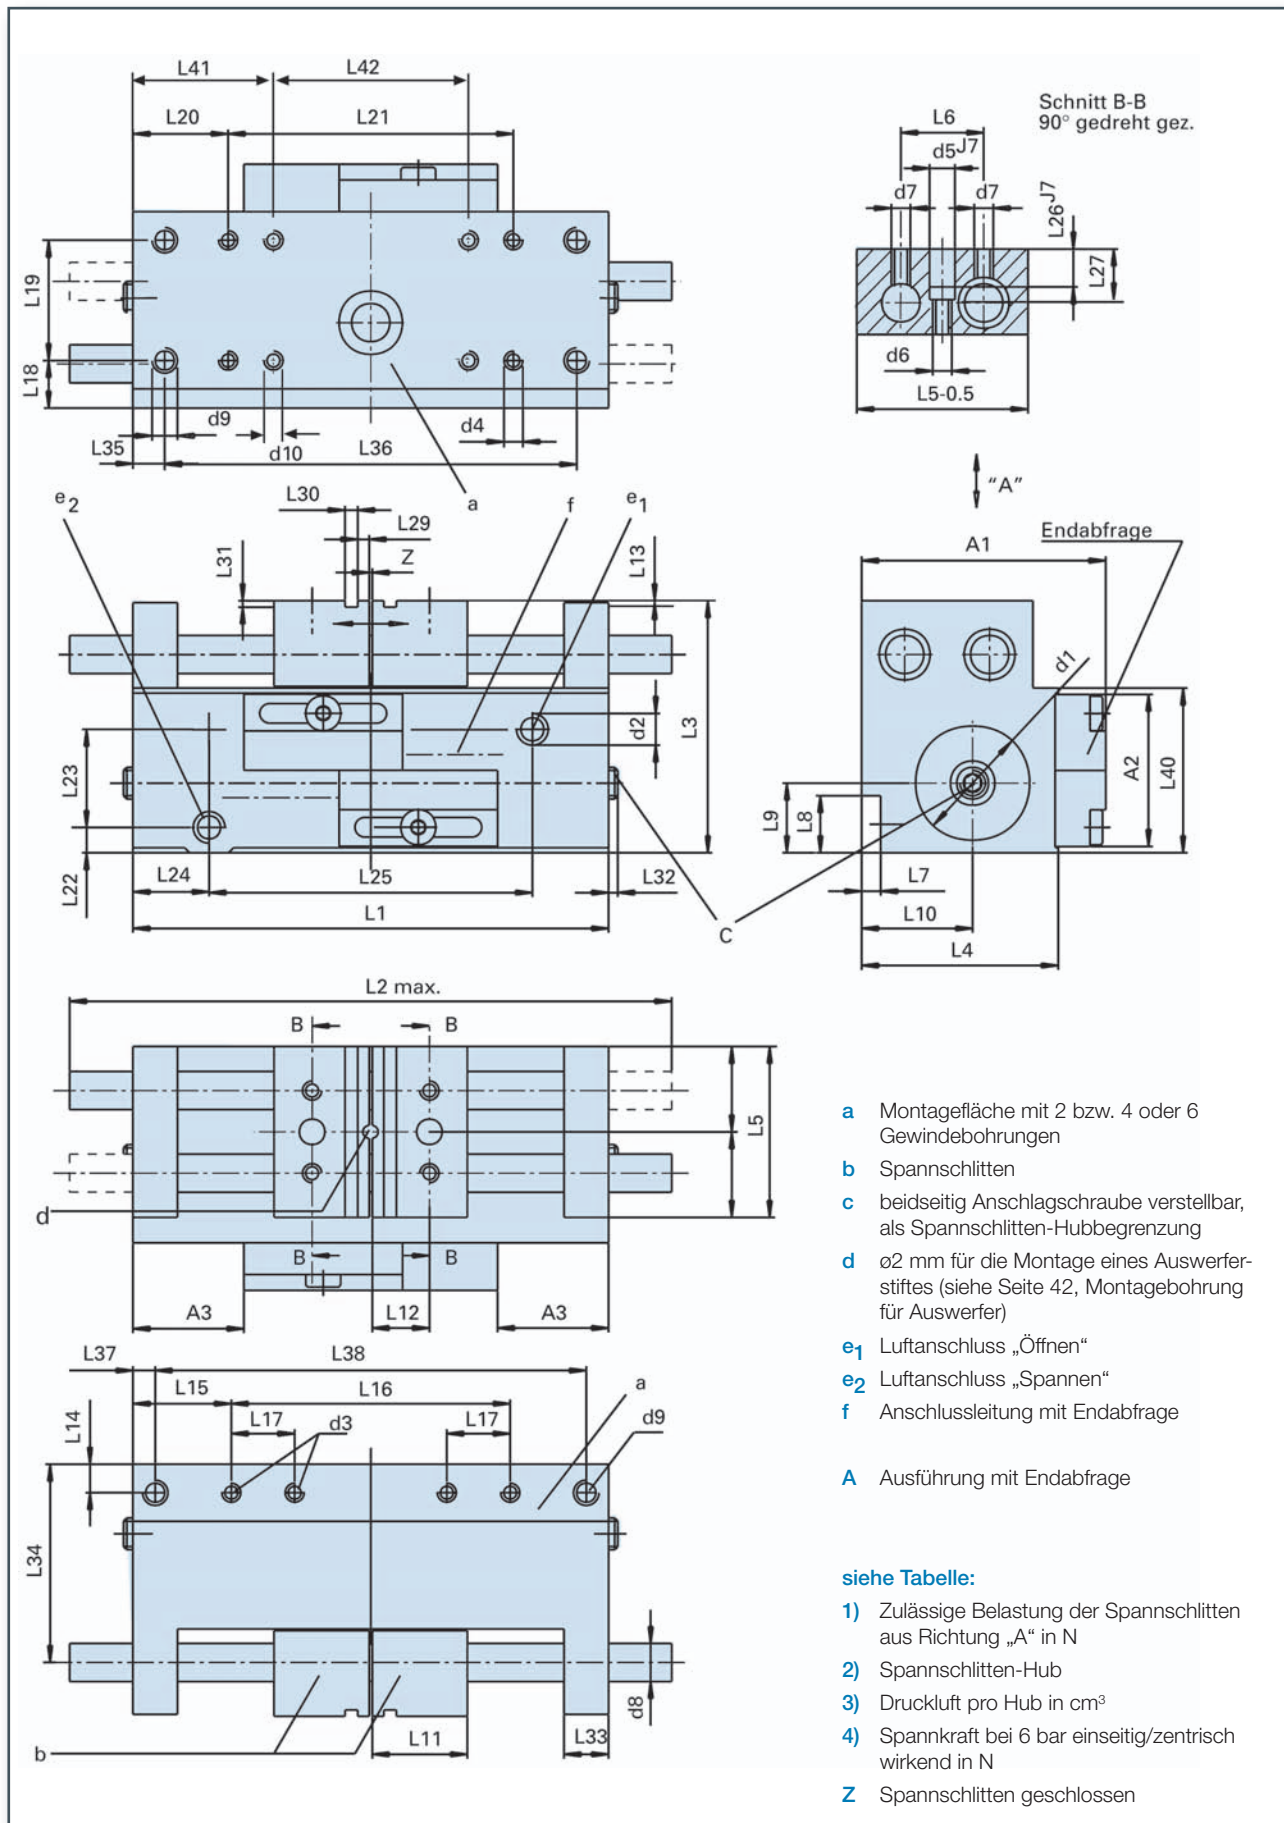 L41 L42
L20 L21
L19
L18
d9
d10
d4
L35 L36
a
Schnitt B-B
90° gedreht gez.
L6
d5J7
d7 d7
L26J7
L27
d6
L5-0.5
"A"
e2
L30
L29
Z
f
e1
L31
L13
L23
L22
d2
L3
L24 L25
L32
L1
C
Endabfrage
A1
d1
A2
L40
L9
L8
L7
L10
L4
L2 max.
B B
L5
d
B B
A3 L12 A3
L37 L38
L15 L16
L14
L17 d3 L17
a
d9
L34
d8
L11 L33
b
a Montagefläche mit 2 bzw. 4 oder 6
Gewindebohrungen
b Spannschlitten
c beidseitig Anschlagschraube verstellbar,
als Spannschlitten-Hubbegrenzung
d ø2 mm für die Montage eines Auswerfer-
stiftes (siehe Seite 42, Montagebohrung
für Auswerfer)
e1 Luftanschluss „Öffnen“
e2 Luftanschluss „Spannen“
f Anschlussleitung mit Endabfrage
A Ausführung mit Endabfrage
siehe Tabelle:
1) Zulässige Belastung der Spannschlitten
aus Richtung „A“ in N
2) Spannschlitten-Hub
3) Druckluft pro Hub in cm³
4) Spannkraft bei 6 bar einseitig/zentrisch
wirkend in N
Z Spannschlitten geschlossen